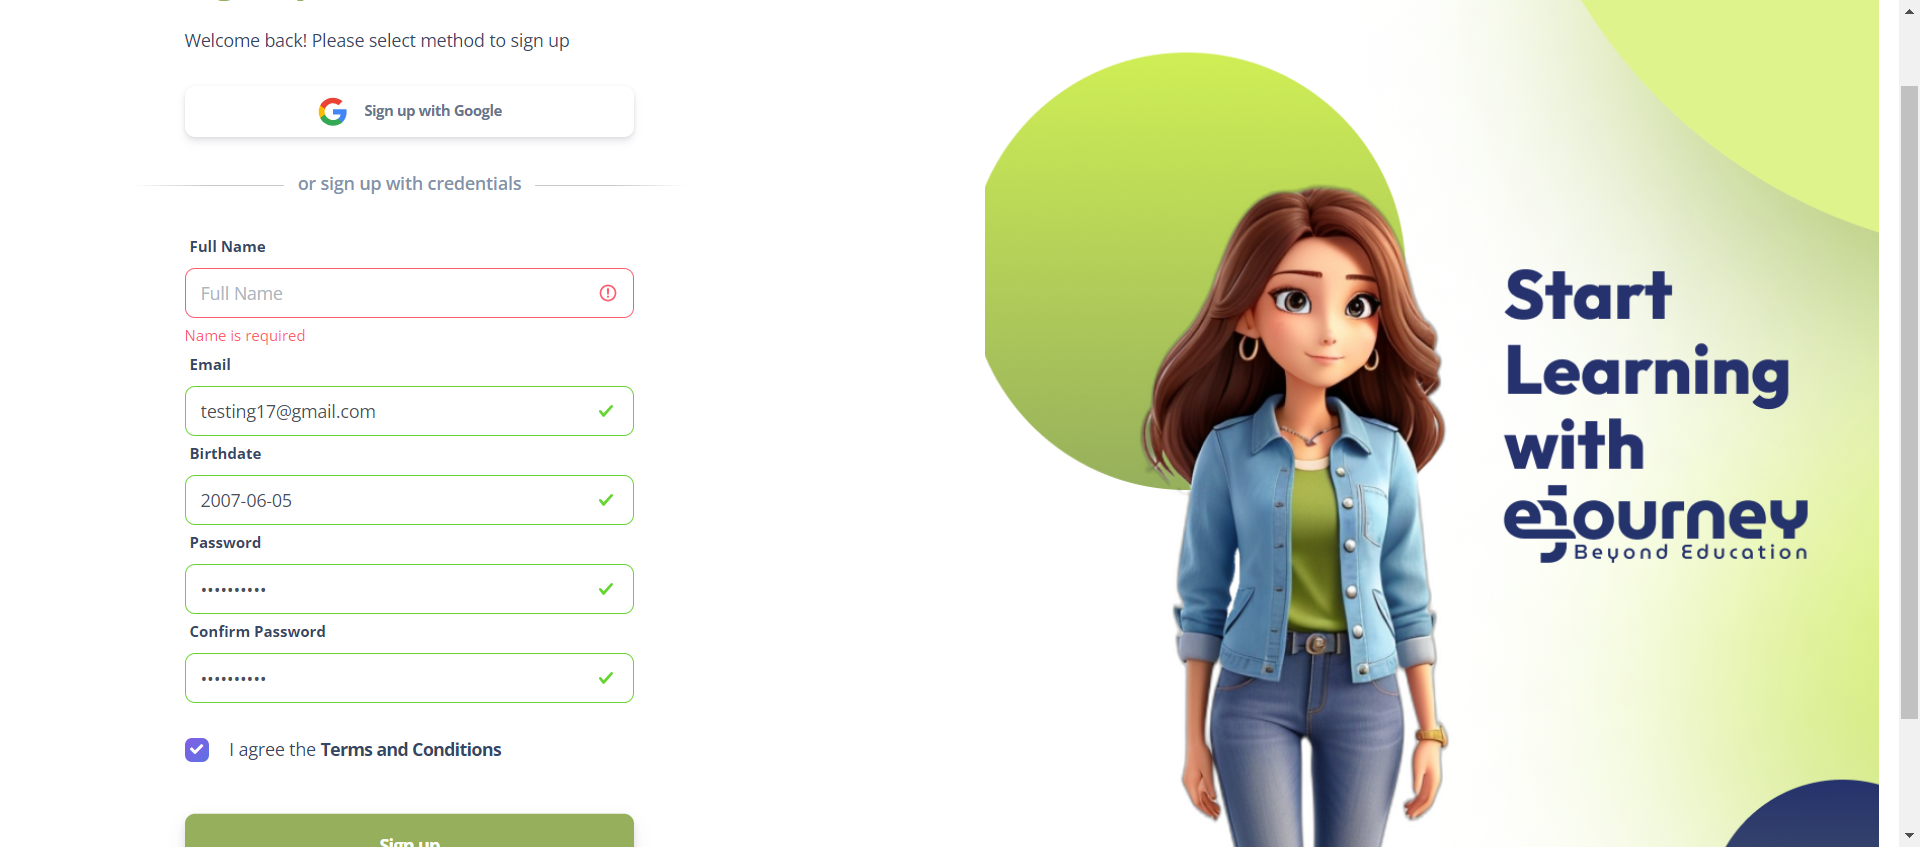 Welcome back! Please select method to sign up
Sign up with Google
or sign up with credentials
Full Name
Full Name
Name is required
Email
testing17@gmail.com
Birthdate
2007-06-05
Password
••••••••••
Confirm Password
••••••••••
I agree the Terms and Conditions
Sign up
Start
Learning
with
ejourney
Beyond Education